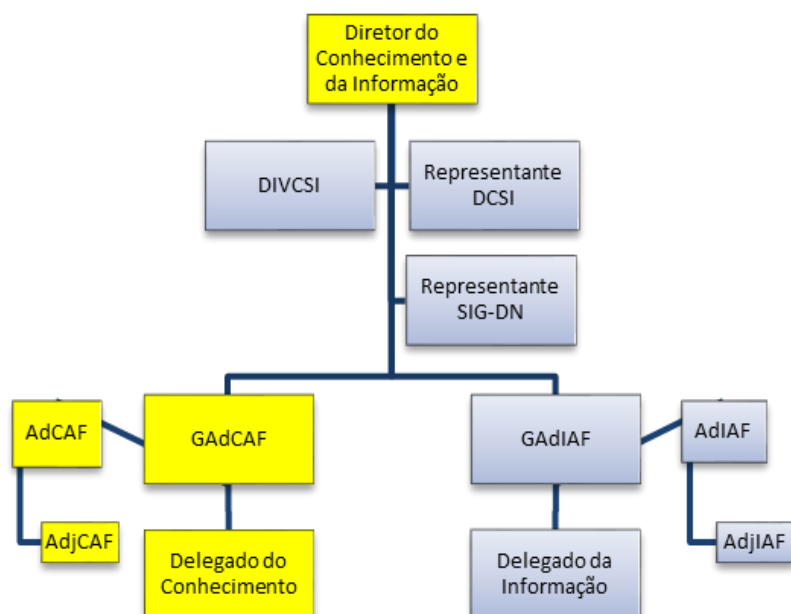 Diretor do
Conhecimento e
da Informação
DIVCSI
Representante
DCSI
Representante
SIG-DN
AdCAF
GAdCAF
GAdIAF
AdIAF
AdjCAF
Delegado do
Conhecimento
Delegado da
Informação
AdjIAF